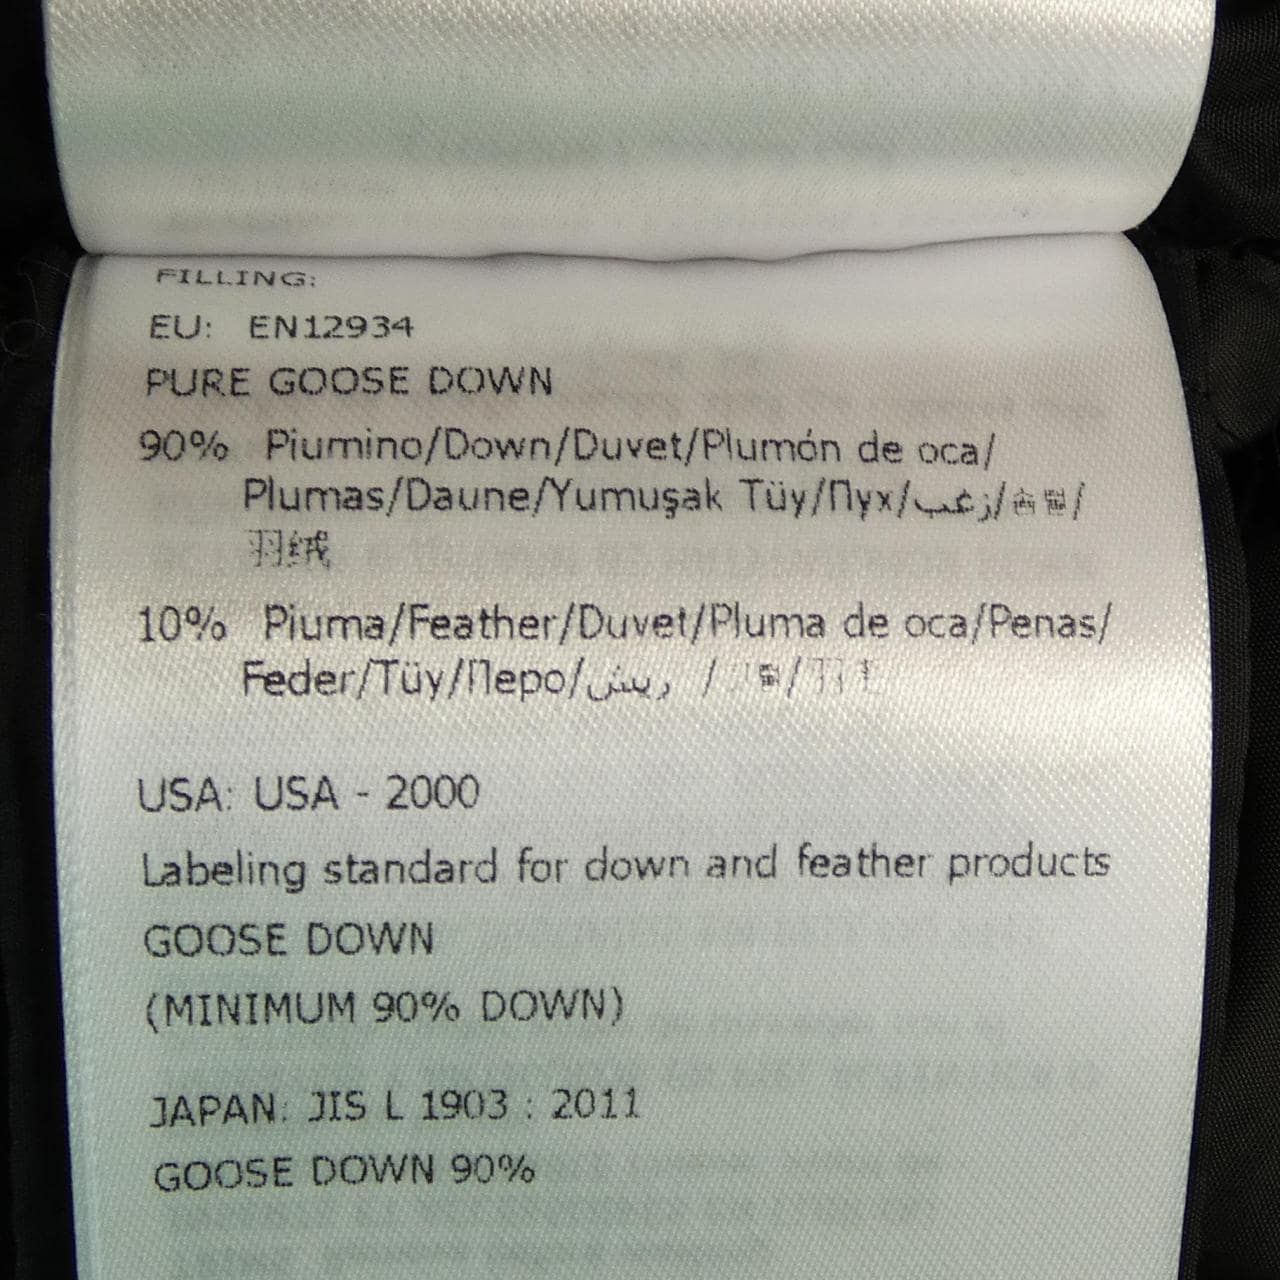 FILLING:
EU: EN12934
PURE GOOSE DOWN
90% Piumino/Down/Duvet/Plumón de oca/
Plumas/Daune/Yumuşak Tüy/Пух/زغب/
羽绒
10% Piuma/Feather/Duvet/Pluma de oca/Penas/
Feder/Tüy/Перо/ريش /
USA: USA - 2000
Labeling standard for down and feather products
GOOSE DOWN
(MINIMUM 90% DOWN)
JAPAN: JIS L 1903 : 2011
GOOSE DOWN 90%